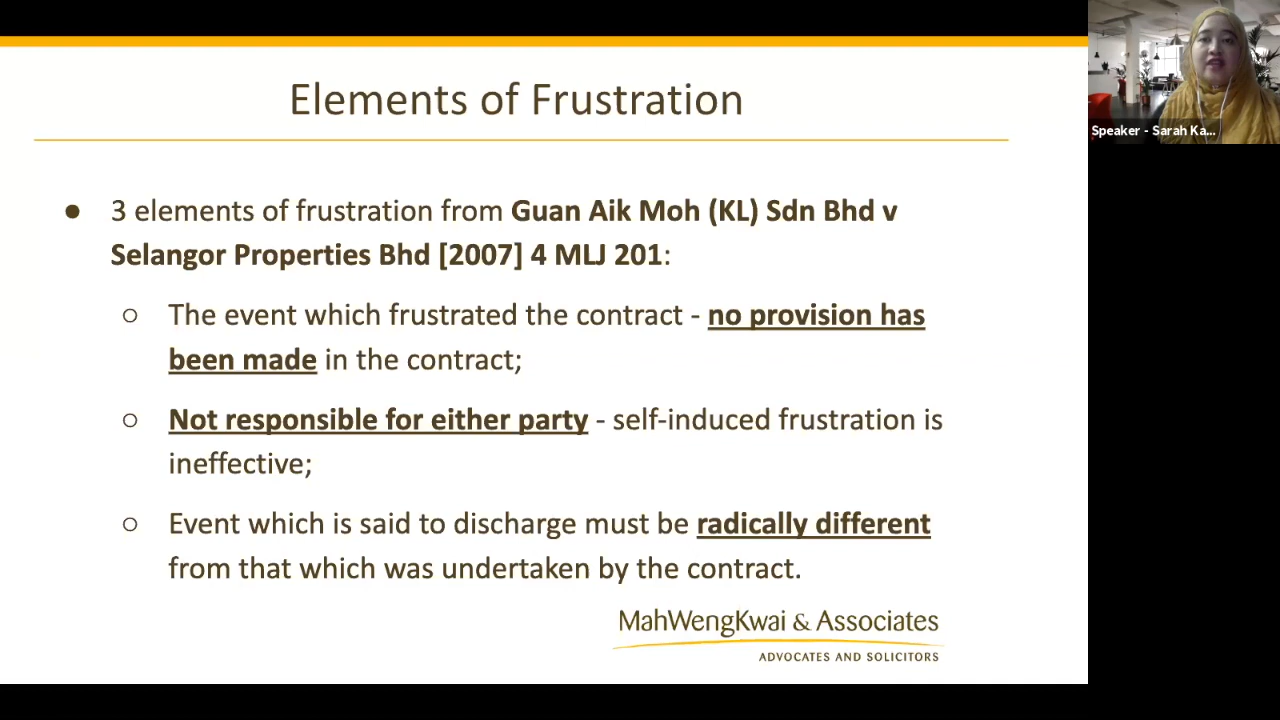 Elements of Frustration
● 3 elements of frustration from Guan Aik Moh (KL) Sdn Bhd v
Selangor Properties Bhd [2007] 4 MLJ 201:
○ The event which frustrated the contract - no provision has
been made in the contract;
○ Not responsible for either party - self-induced frustration is
ineffective;
○ Event which is said to discharge must be radically different
from that which was undertaken by the contract.
MahWengKwai & Associates
ADVOCATES AND SOLICITORS
Speaker - Sarah Ka...